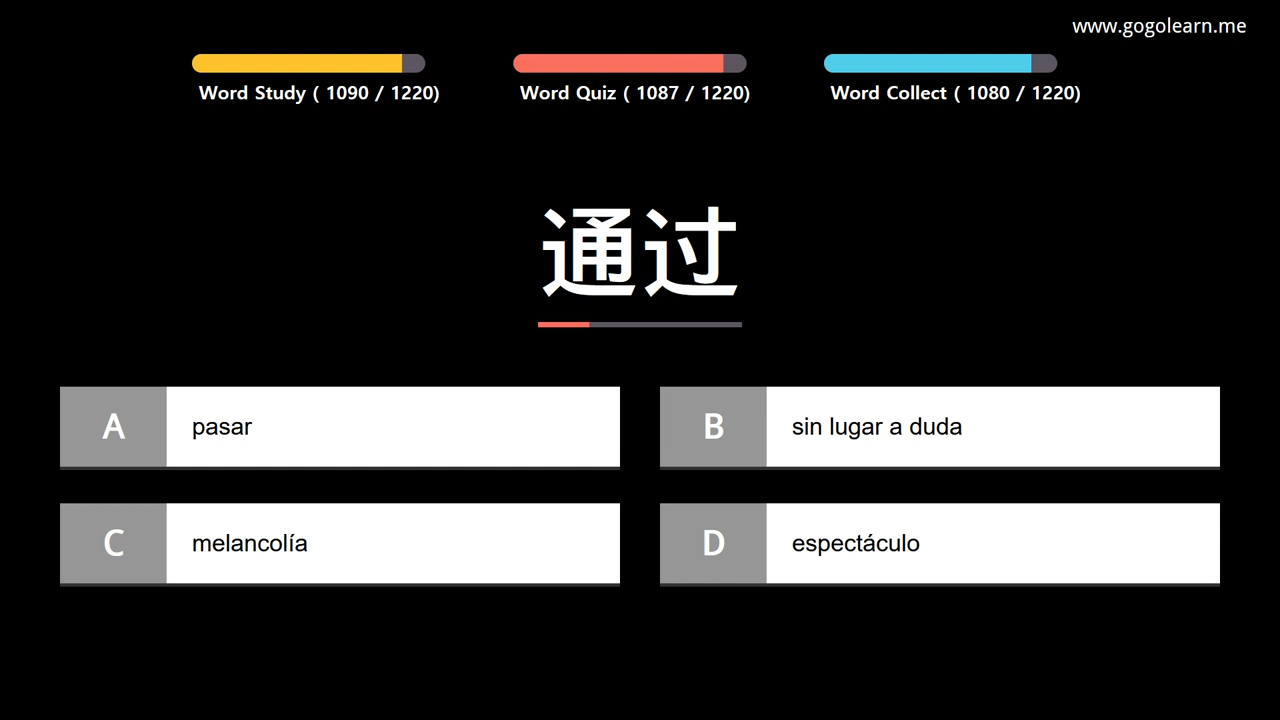 www.gogolearn.me
Word Study ( 1090 / 1220)
Word Quiz ( 1087 / 1220)
Word Collect ( 1080 / 1220)
通过
A pasar
B sin lugar a duda
C melancolía
D espectáculo